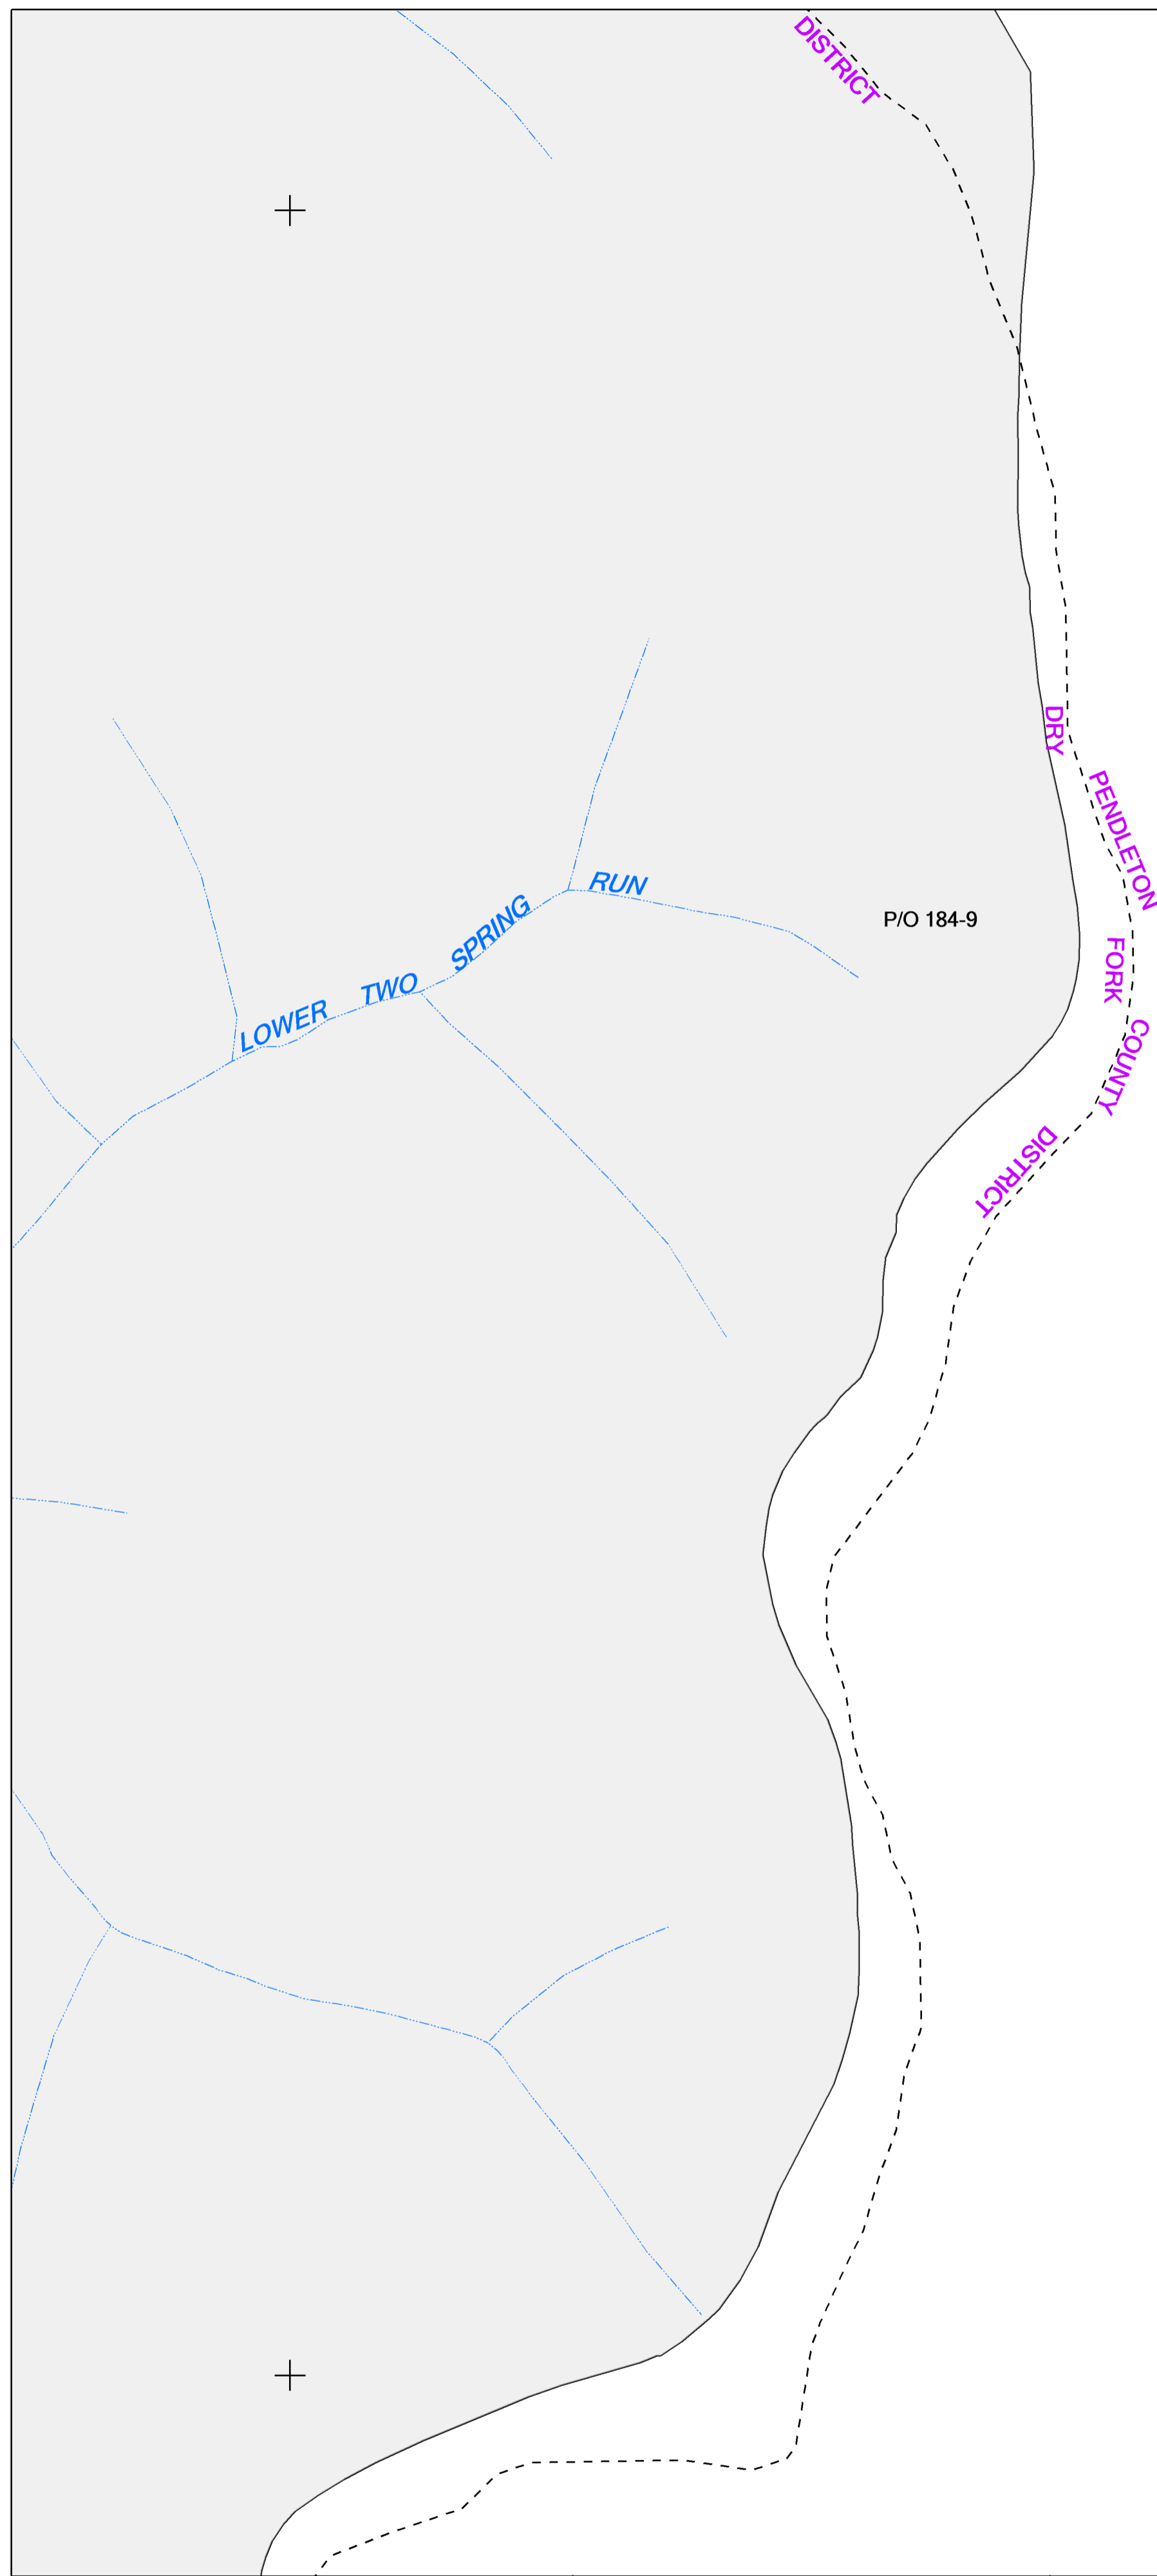 DISTRICT
DRY
PENDLETON
RUN
SPRING
P/O 184-9
FORK
TWO
LOWER
COUNTY
DISTRICT